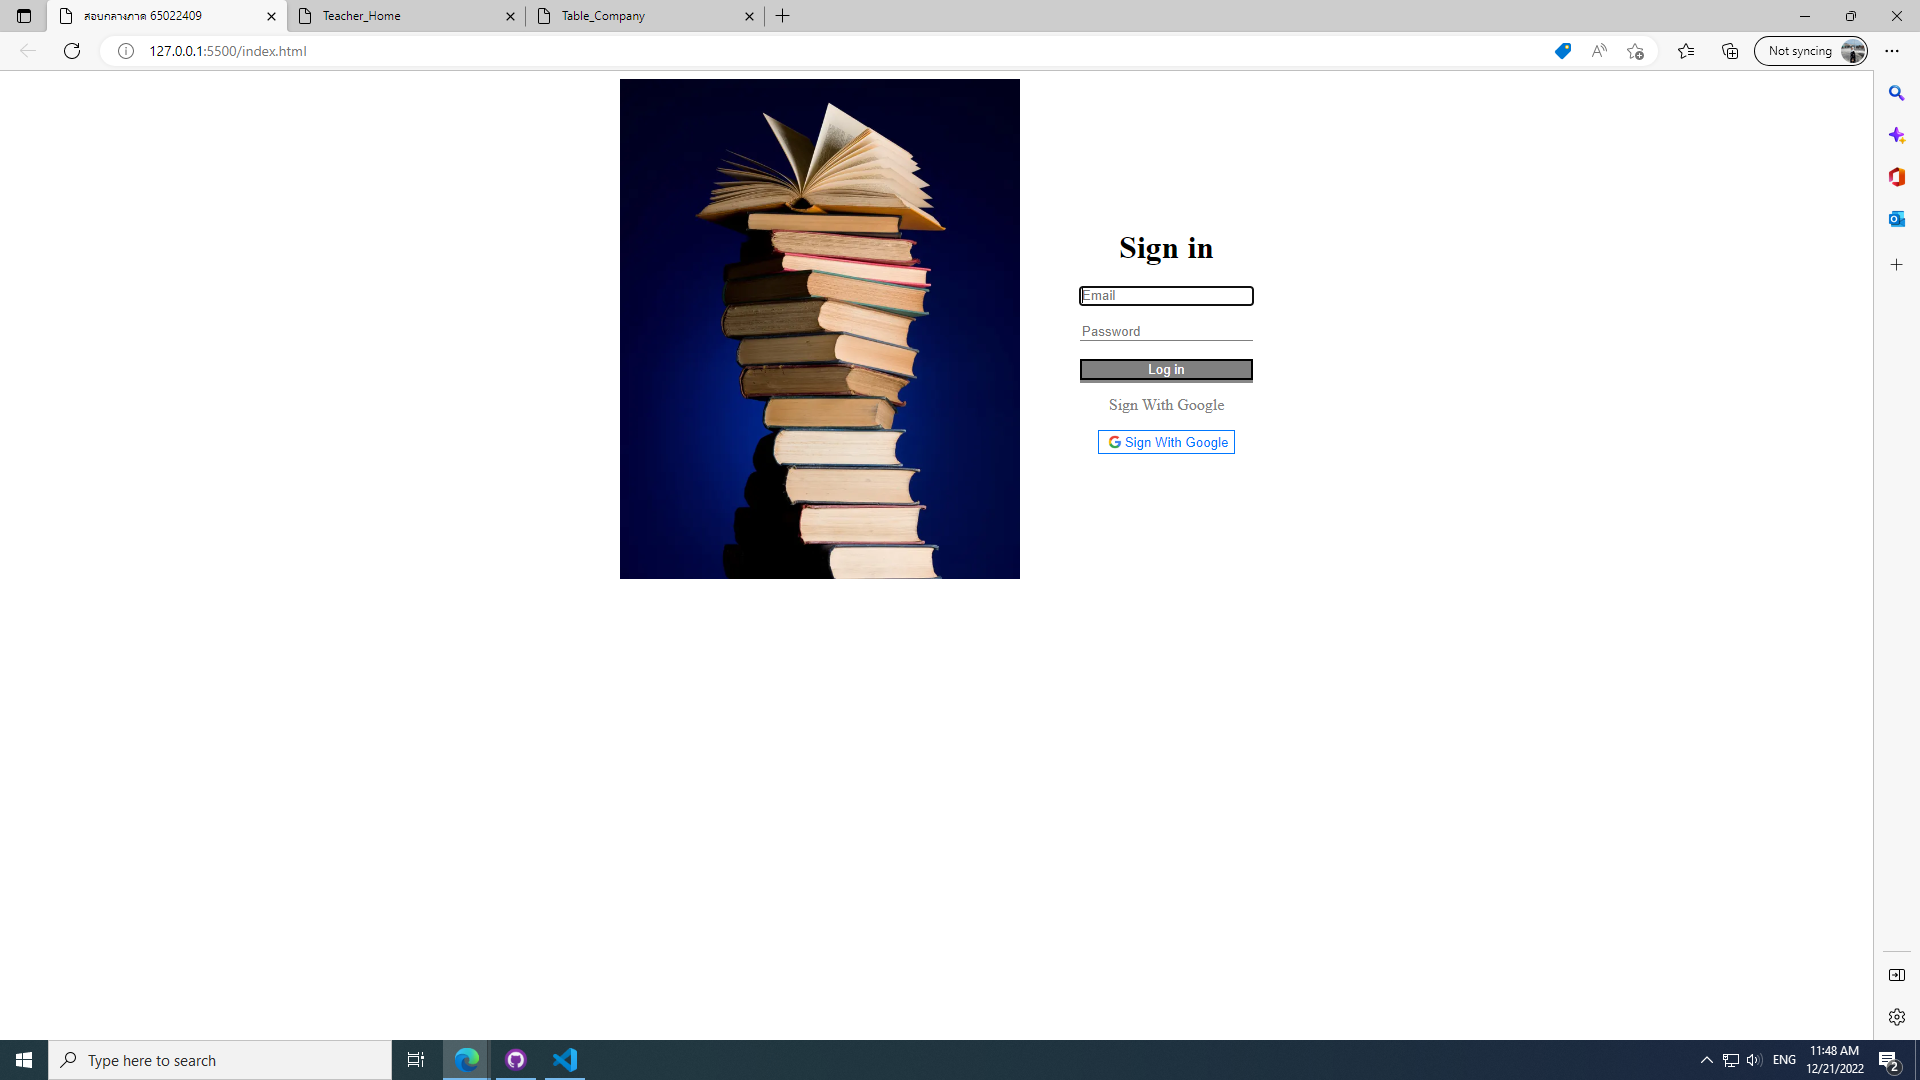 สอบกลางภาค 65022409
Teacher_Home
Table_Company
127.0.0.1:5500/index.html
Not syncing
Sign in
Email
Password
Log in
Sign With Google
Sign With Google
Type here to search
ENG
11:48 AM
12/21/2022
2